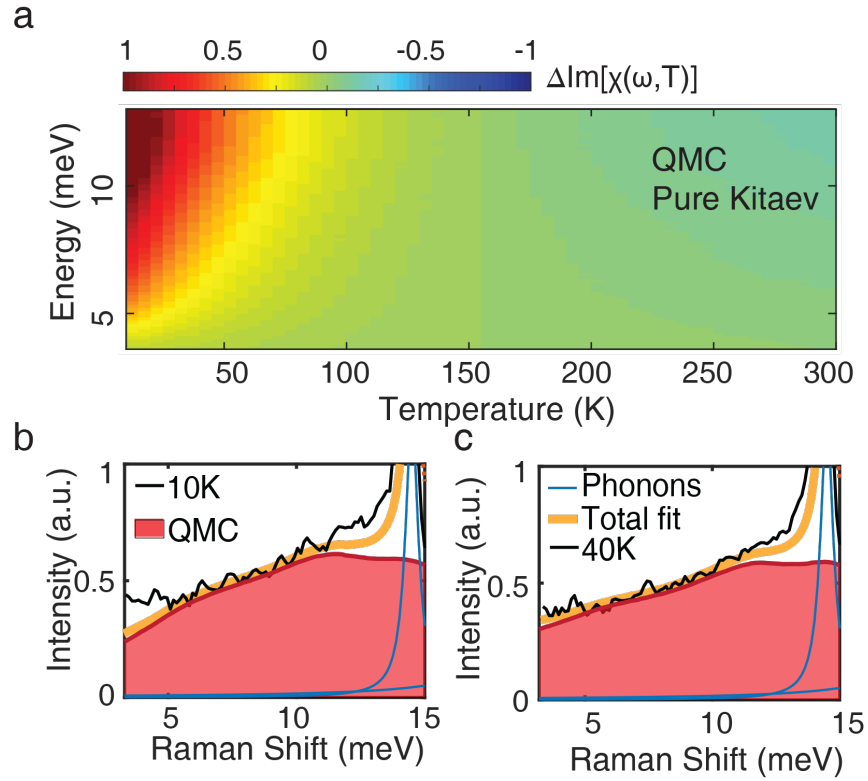 a
1 0.5 0 -0.5 -1
ΔIm[χ(ω,T)]
QMC
Pure Kitaev
Energy (meV)
10
5
50 100 150 200 250 300
Temperature (K)
b
1
0.5
0
Intensity (a.u.)
10K
QMC
5 10 15
Raman Shift (meV)
c
1
0.5
0
Intensity (a.u.)
Phonons
Total fit
40K
5 10 15
Raman Shift (meV)